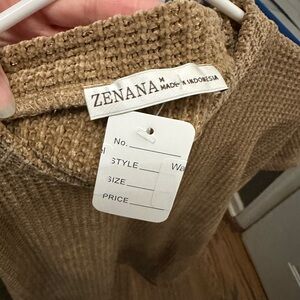 ZENANA M MADE IN INDONESIA
No.
STYLE
SIZE
PRICE